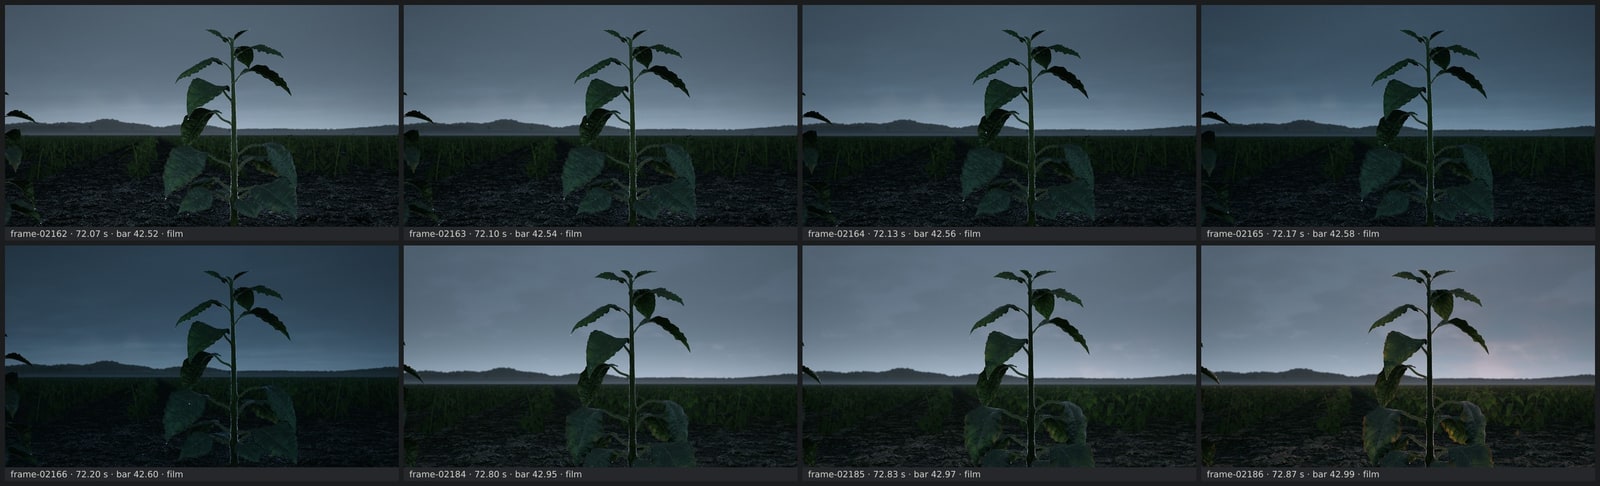 frame-02162 · 72.07 s · bar 42.52 · film
frame-02163 · 72.10 s · bar 42.54 · film
frame-02164 · 72.13 s · bar 42.56 · film
frame-02165 · 72.17 s · bar 42.58 · film
frame-02166 · 72.20 s · bar 42.60 · film
frame-02184 · 72.80 s · bar 42.95 · film
frame-02185 · 72.83 s · bar 42.97 · film
frame-02186 · 72.87 s · bar 42.99 · film